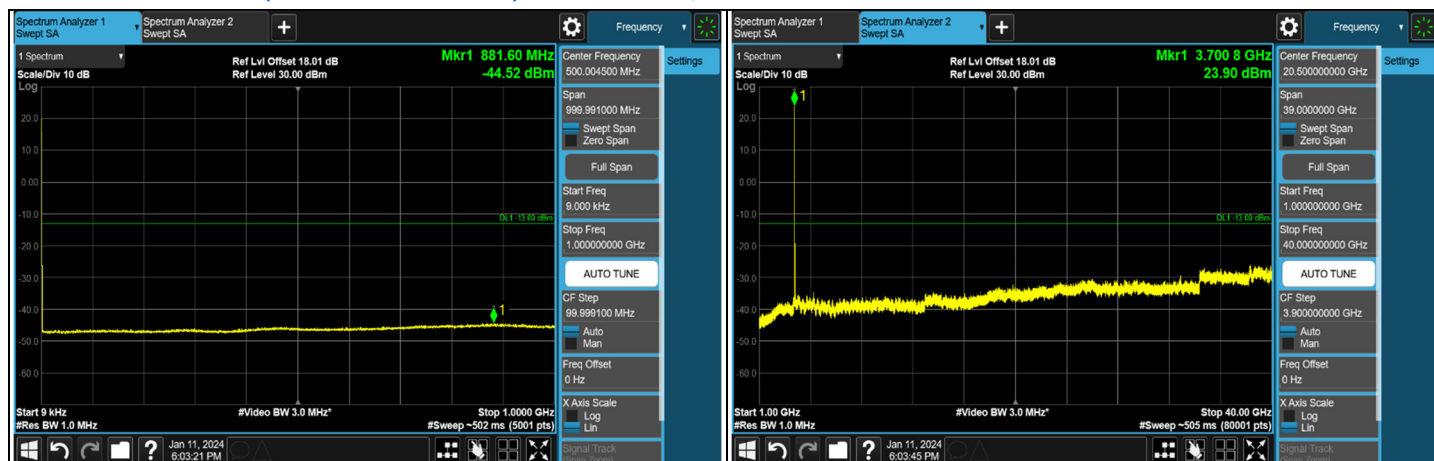 Spectrum Analyzer 1
Swept SA
Spectrum Analyzer 2
Swept SA
Frequency
1 Spectrum
Scale/Div 10 dB
Log
Ref Lvl Offset 18.01 dB
Ref Level 30.00 dBm
Mkr1 881.60 MHz
-44.52 dBm
1
20.0
10.0
0.00
-10.0
-20.0
-30.0
-40.0
-50.0
-60.0
DL1 -13.00 dBm
Start 9 kHz
#Res BW 1.0 MHz
#Video BW 3.0 MHz*
Stop 1.0000 GHz
#Sweep ~502 ms (5001 pts)
Center Frequency
500.004500 MHz
Settings
Span
999.991000 MHz
Swept Span
Zero Span
Full Span
Start Freq
9.000 kHz
Stop Freq
1.000000000 GHz
AUTO TUNE
CF Step
99.999100 MHz
Auto
Man
Freq Offset
0 Hz
X Axis Scale
Log
Lin
Signal Track
(Span Zoom)
?
Jan 11, 2024
6:03:21 PM
Spectrum Analyzer 1
Swept SA
Spectrum Analyzer 2
Swept SA
Frequency
1 Spectrum
Scale/Div 10 dB
Log
Ref Lvl Offset 18.01 dB
Ref Level 30.00 dBm
Mkr1 3.700 8 GHz
23.90 dBm
1
20.0
10.0
0.00
-10.0
-20.0
-30.0
-40.0
-50.0
-60.0
DL1 -13.00 dBm
Start 1.00 GHz
#Res BW 1.0 MHz
#Video BW 3.0 MHz*
Stop 40.00 GHz
#Sweep ~505 ms (80001 pts)
Center Frequency
20.500000000 GHz
Settings
Span
39.0000000 GHz
Swept Span
Zero Span
Full Span
Start Freq
1.000000000 GHz
Stop Freq
40.000000000 GHz
AUTO TUNE
CF Step
3.900000000 GHz
Auto
Man
Freq Offset
0 Hz
X Axis Scale
Log
Lin
Signal Track
(Span Zoom)
?
Jan 11, 2024
6:03:45 PM